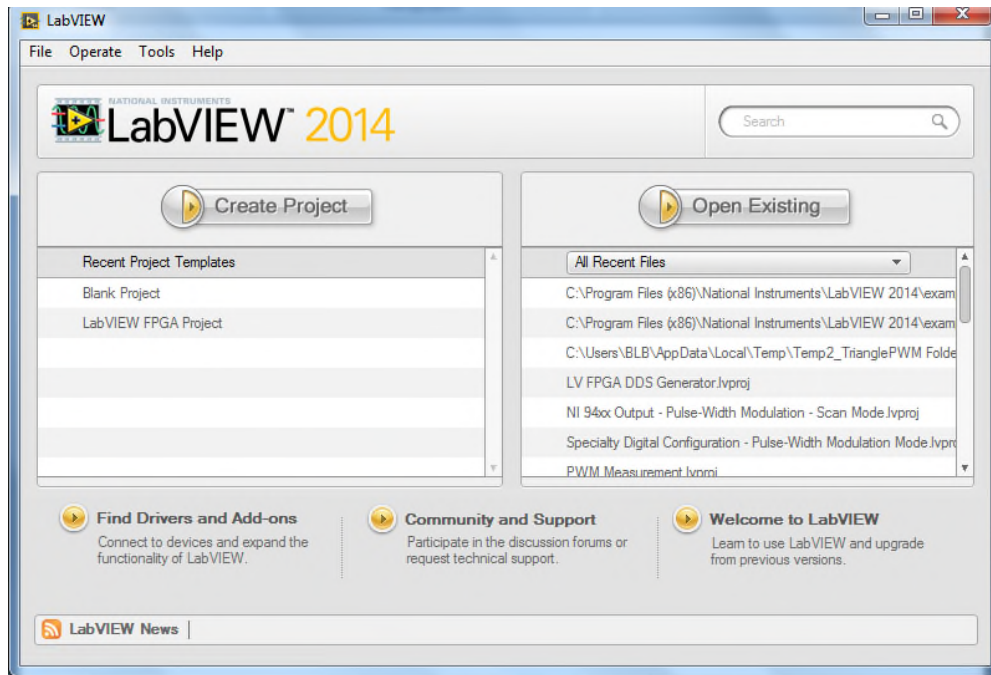 LabVIEW
File Operate Tools Help
NATIONAL INSTRUMENTS
LabVIEW™ 2014
Search
Create Project
Recent Project Templates
Blank Project
LabVIEW FPGA Project
Open Existing
All Recent Files
C:\Program Files (x86)\National Instruments\LabVIEW 2014\exam
C:\Program Files (x86)\National Instruments\LabVIEW 2014\exam
C:\Users\BLB\AppData\Local\Temp\Temp2_TrianglePWM Folde
LV FPGA DDS Generator.lvproj
NI 94xx Output - Pulse-Width Modulation - Scan Mode.lvproj
Specialty Digital Configuration - Pulse-Width Modulation Mode.lvpro
PWM Measurement.lvproj
Find Drivers and Add-ons
Connect to devices and expand the
functionality of LabVIEW.
Community and Support
Participate in the discussion forums or
request technical support.
Welcome to LabVIEW
Learn to use LabVIEW and upgrade
from previous versions.
LabVIEW News